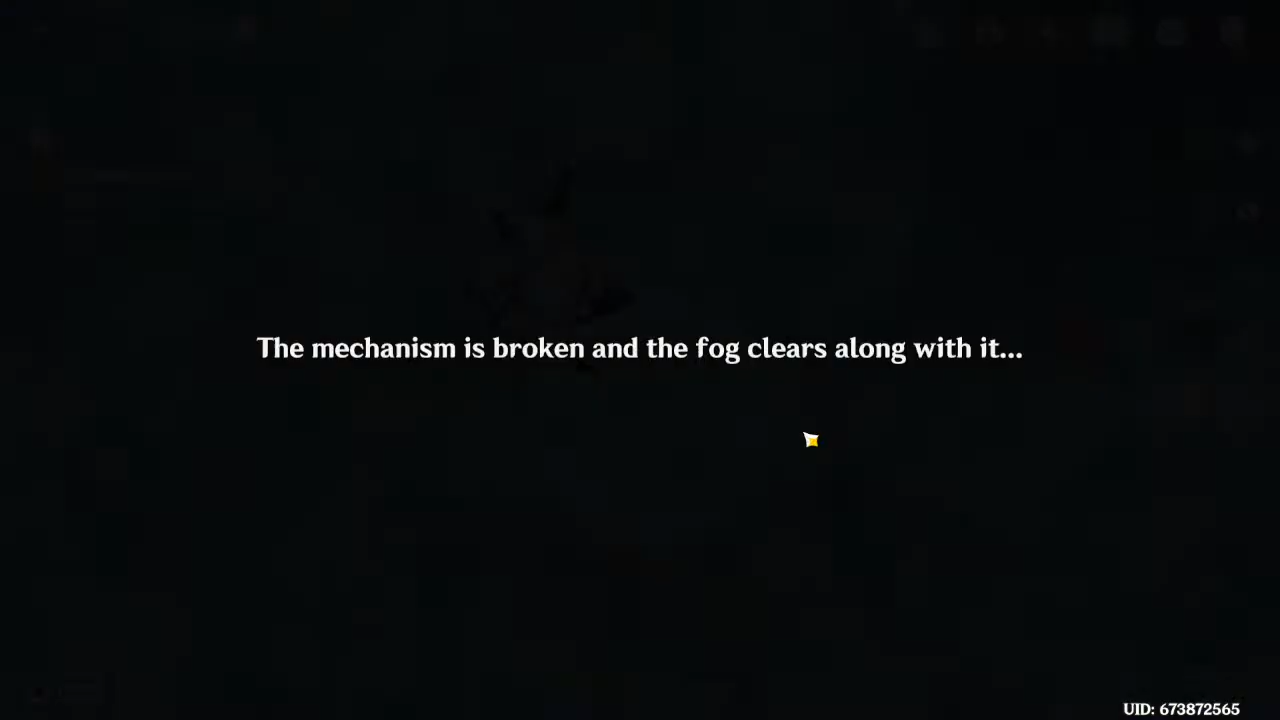 The mechanism is broken and the fog clears along with it...
UID: 673872565